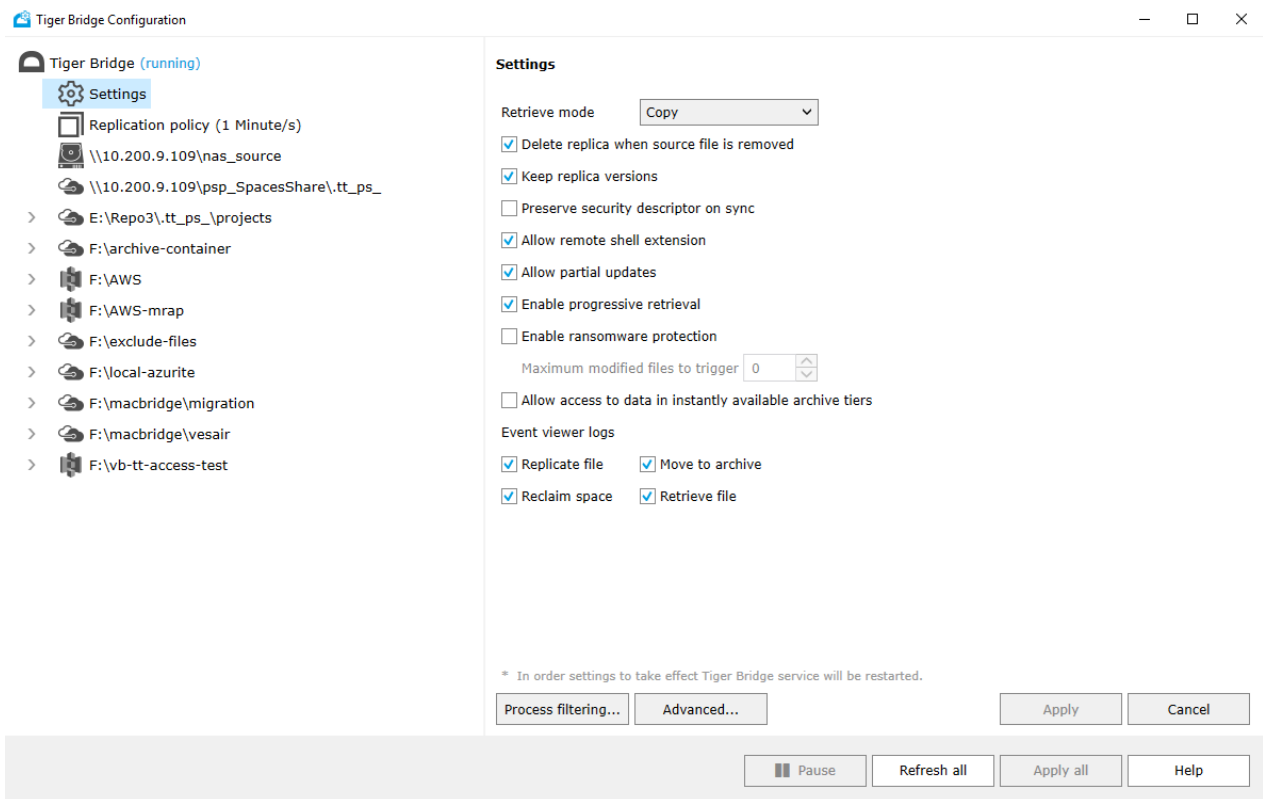 Tiger Bridge Configuration
Tiger Bridge (running)
Settings
Replication policy (1 Minute/s)
\\10.200.9.109\nas_source
\\10.200.9.109\psp_SpacesShare\.tt_ps_
E:\Repo3\.tt_ps_\projects
F:\archive-container
F:\AWS
F:\AWS-mrap
F:\exclude-files
F:\local-azurite
F:\macbridge\migration
F:\macbridge\vesair
F:\vb-tt-access-test
Settings
Retrieve mode Copy
Delete replica when source file is removed
Keep replica versions
Preserve security descriptor on sync
Allow remote shell extension
Allow partial updates
Enable progressive retrieval
Enable ransomware protection
Maximum modified files to trigger 0
Allow access to data in instantly available archive tiers
Event viewer logs
Replicate file Move to archive
Reclaim space Retrieve file
* In order settings to take effect Tiger Bridge service will be restarted.
Process filtering... Advanced... Apply Cancel
Pause Refresh all Apply all Help